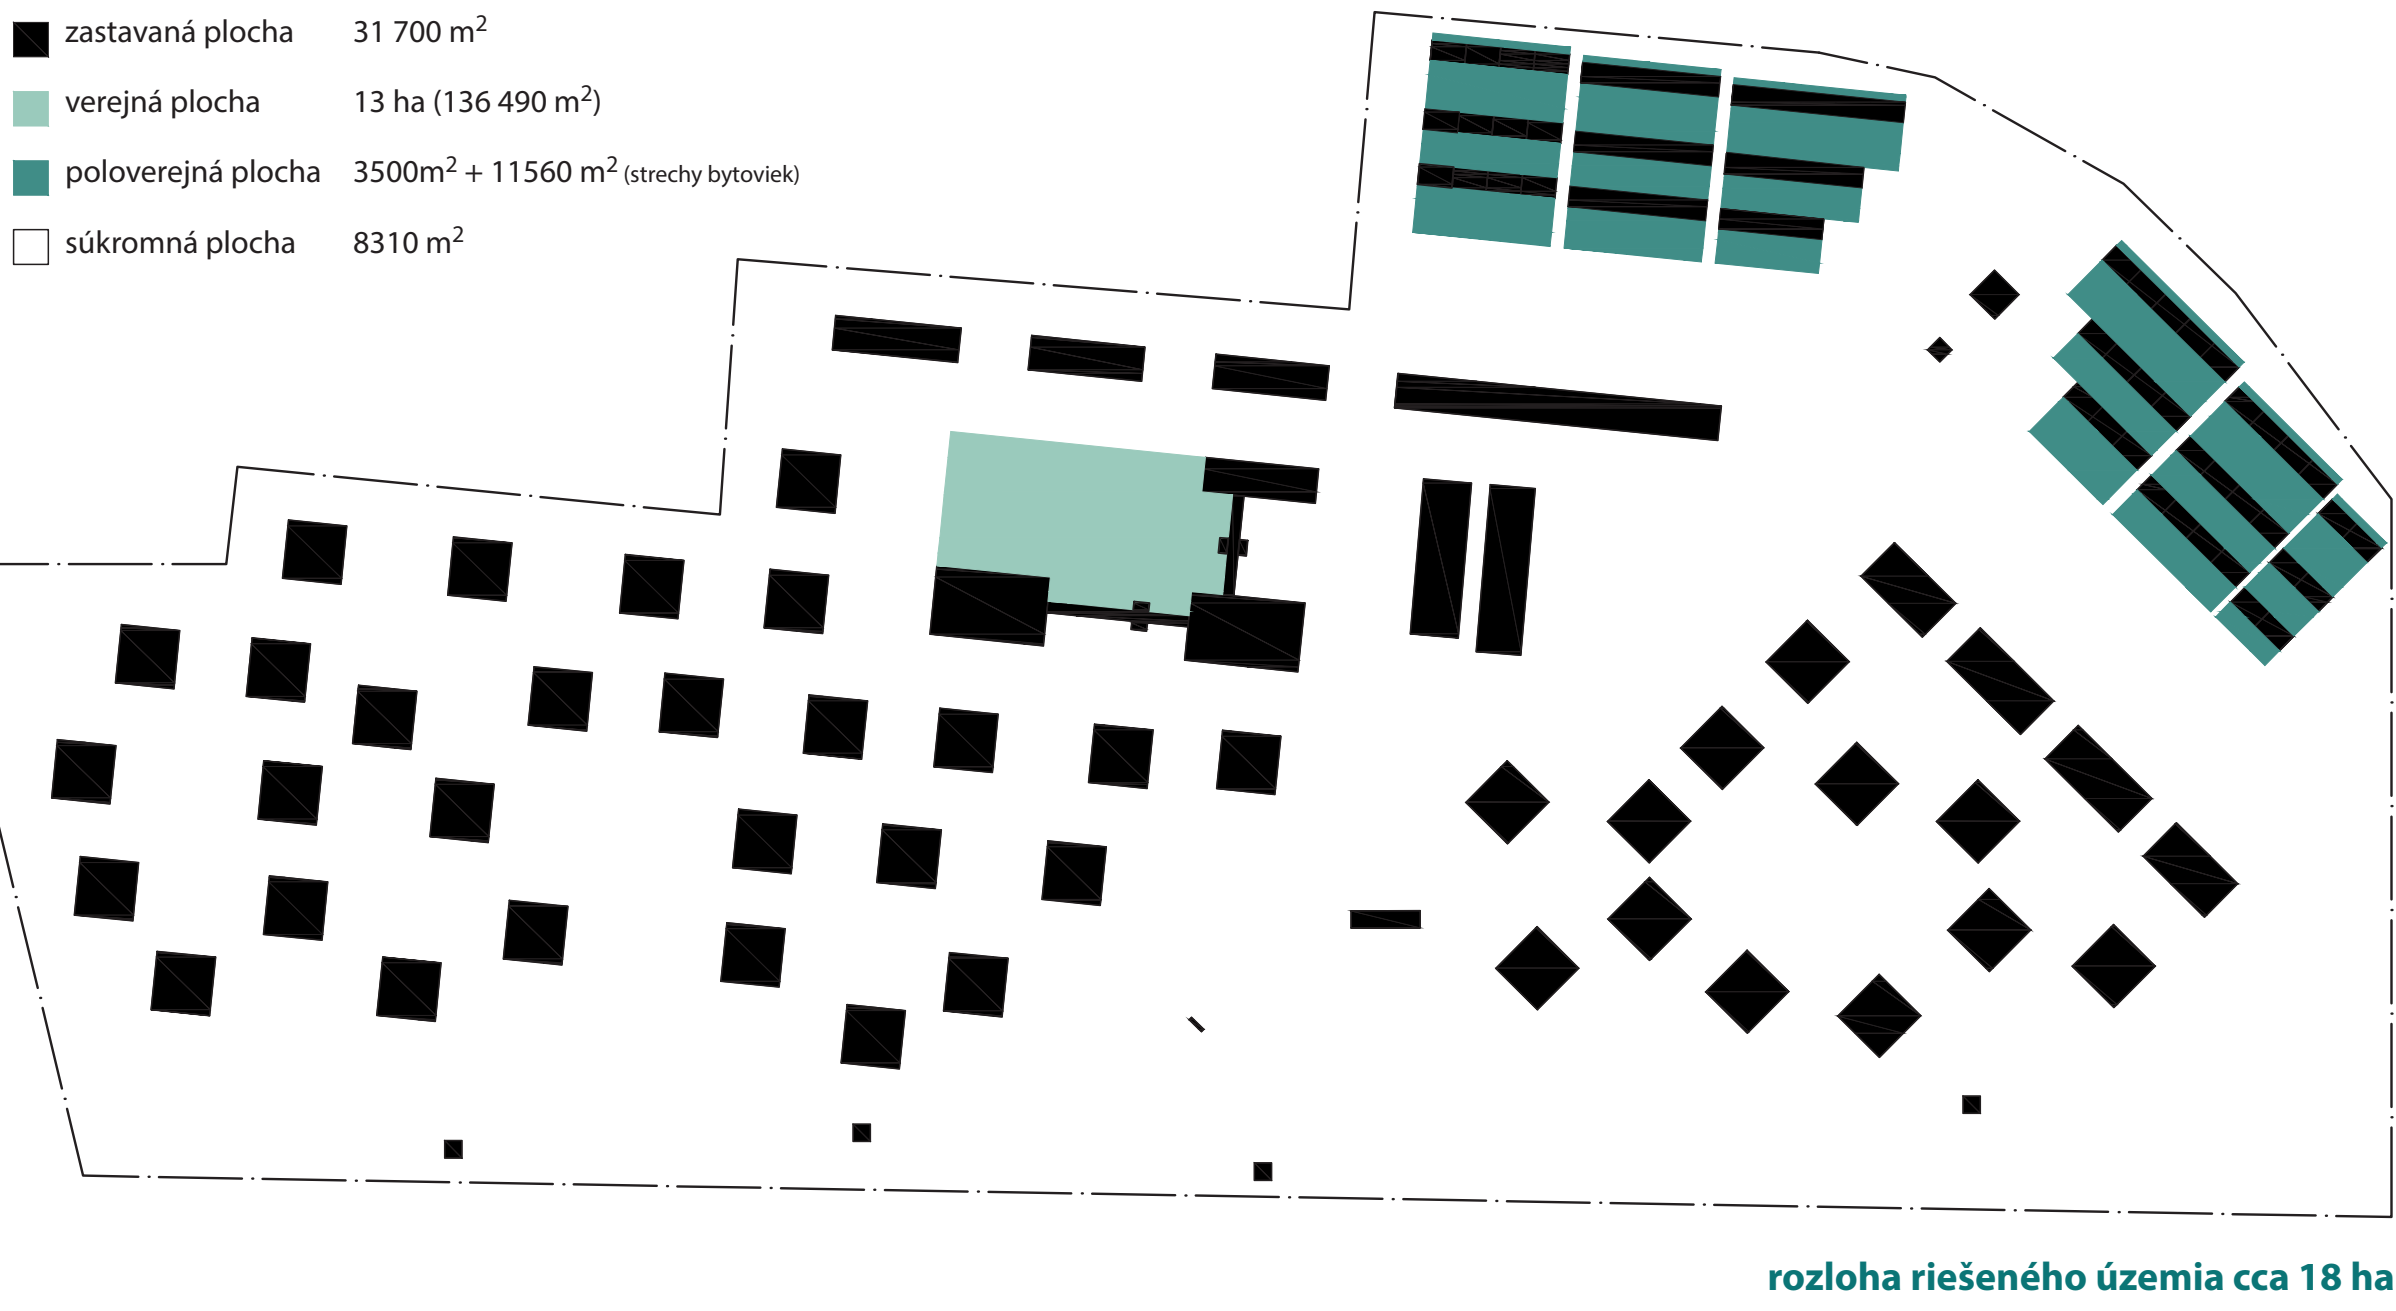 zastavaná plocha 31 700 m²
verejná plocha 13 ha (136 490 m²)
poloverejná plocha 3500m² + 11560 m² (strechy bytoviek)
súkromná plocha 8310 m²
rozloha riešeného územia cca 18 ha